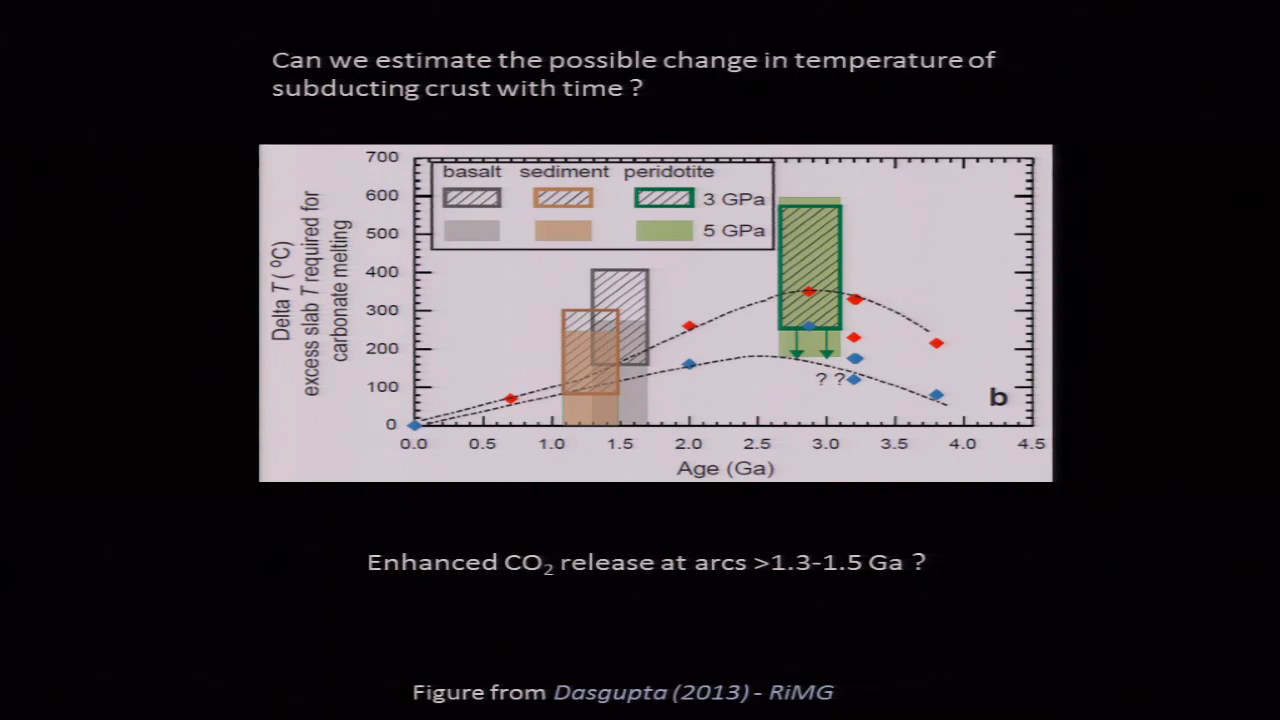 Can we estimate the possible change in temperature of
subducting crust with time ?
Delta T ( °C)
excess slab T required for
carbonate melting
700
600
500
400
300
200
100
0
basalt sediment peridotite
3 GPa
5 GPa
? ?
b
0.0 0.5 1.0 1.5 2.0 2.5 3.0 3.5 4.0 4.5
Age (Ga)
Enhanced CO₂ release at arcs >1.3-1.5 Ga ?
Figure from Dasgupta (2013) - RiMG